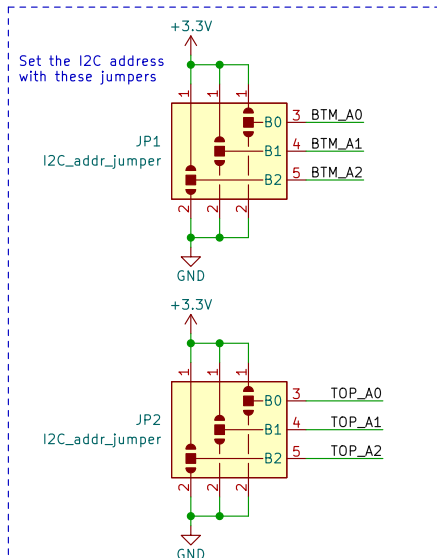 +3.3V
Set the I2C address
with these jumpers
1 1 1
B0 3 BTM_A0
JP1
B1 4 BTM_A1
I2C_addr_jumper
B2 5 BTM_A2
2 2 2
GND
+3.3V
1 1 1
B0 3 TOP_A0
JP2
B1 4 TOP_A1
I2C_addr_jumper
B2 5 TOP_A2
2 2 2
GND